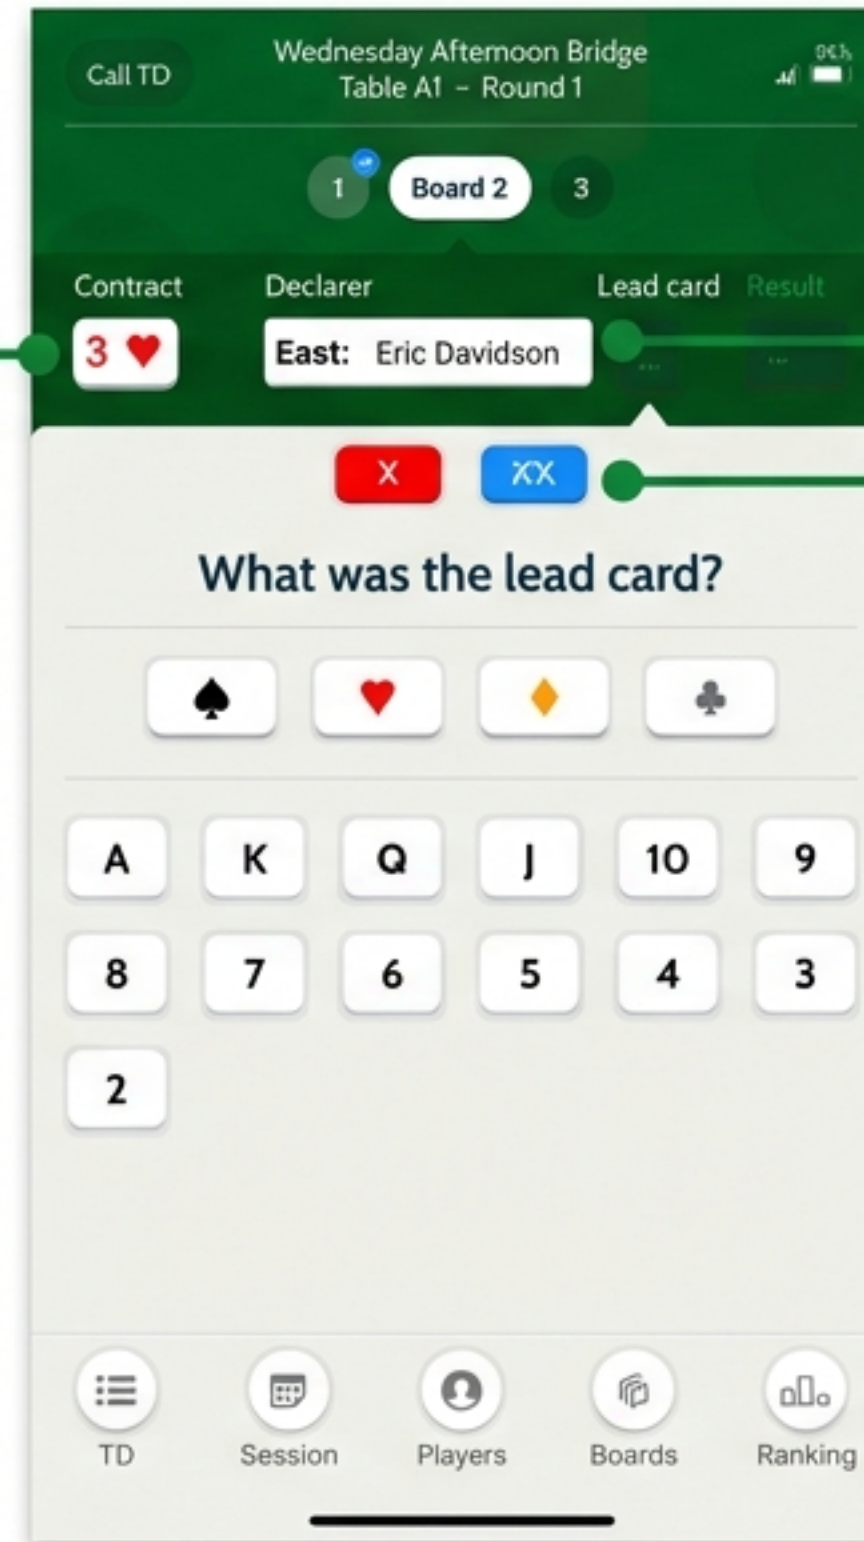 Call TD
Wednesday Afternoon Bridge
Table A1 – Round 1
1
Board 2
3
Contract
Declarer
Lead card
Result
3 ♥
East: Eric Davidson
...
...
X
XX
What was the lead card?
♠ ♥ ♦ ♣
A K Q J 10 9
8 7 6 5 4 3
2
TD
Session
Players
Boards
Ranking